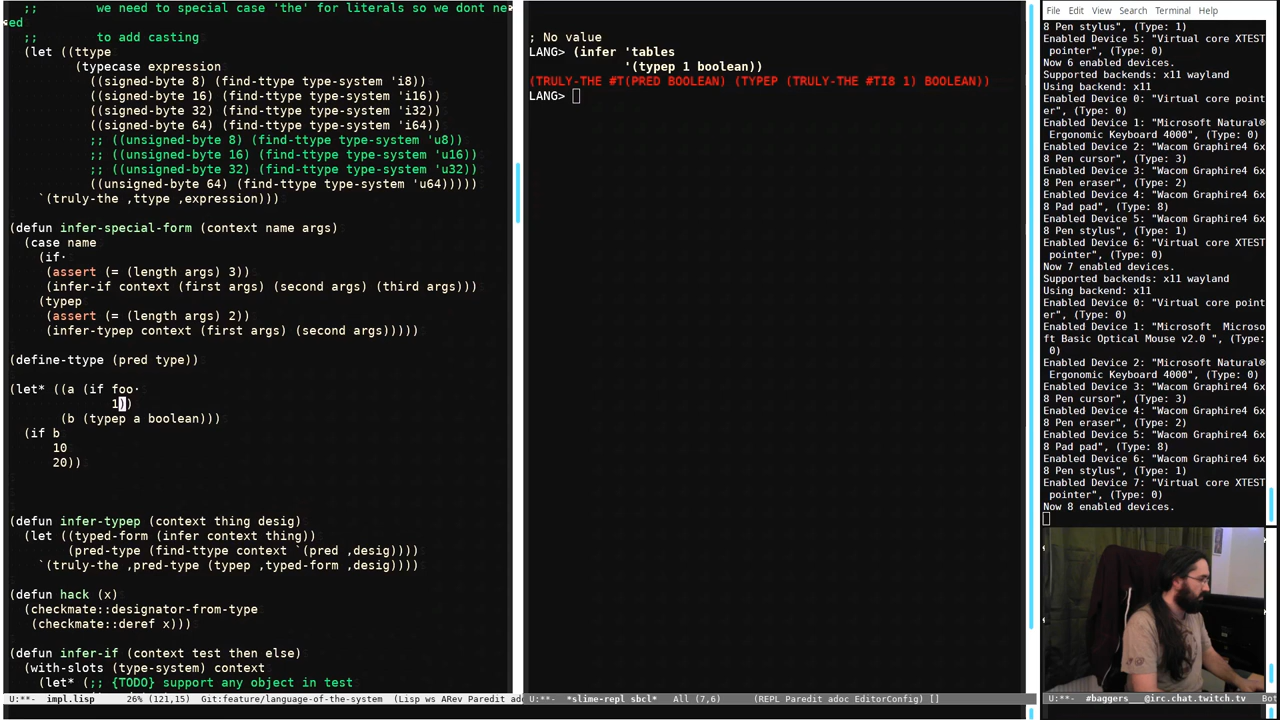 ;;        we need to special case 'the' for literals so we dont ne
ed
;;        to add casting
(let ((ttype
(typecase expression
((signed-byte 8) (find-ttype type-system 'i8))
((signed-byte 16) (find-ttype type-system 'i16))
((signed-byte 32) (find-ttype type-system 'i32))
((signed-byte 64) (find-ttype type-system 'i64))
;; ((unsigned-byte 8) (find-ttype type-system 'u8))
;; ((unsigned-byte 16) (find-ttype type-system 'u16))
;; ((unsigned-byte 32) (find-ttype type-system 'u32))
((unsigned-byte 64) (find-ttype type-system 'u64)))))
`(truly-the ,ttype ,expression)))
(defun infer-special-form (context name args)
(case name
(if·
(assert (= (length args) 3))
(infer-if context (first args) (second args) (third args)))
(typep
(assert (= (length args) 2))
(infer-typep context (first args) (second args)))))
(define-ttype (pred type))
(let* ((a (if foo·
1))
(b (typep a boolean)))
(if b
10
20))
(defun infer-typep (context thing desig)
(let ((typed-form (infer context thing))
(pred-type (find-ttype context `(pred ,desig))))
`(truly-the ,pred-type (typep ,typed-form ,desig))))
(defun hack (x)
(checkmate::designator-from-type
(checkmate::deref x)))
(defun infer-if (context test then else)
(with-slots (type-system) context
(let* (;; {TODO} support any object in test
U:**-  impl.lisp      26% (121,15)   Git:feature/language-of-the-system  (Lisp ws ARev Paredit ad
; No value
LANG> (infer 'tables
'(typep 1 boolean))
(TRULY-THE #T(PRED BOOLEAN) (TYPEP (TRULY-THE #TI8 1) BOOLEAN))
LANG>
U:**-  *slime-repl sbcl*   All (7,6)      (REPL Paredit adoc EditorConfig) []
File Edit View Search Terminal Help
8 Pen stylus", (Type: 1)
Enabled Device 5: "Virtual core XTEST
pointer", (Type: 0)
Now 6 enabled devices.
Supported backends: x11 wayland
Using backend: x11
Enabled Device 0: "Virtual core point
er", (Type: 0)
Enabled Device 1: "Microsoft Natural®
Ergonomic Keyboard 4000", (Type: 0)
Enabled Device 2: "Wacom Graphire4 6x
8 Pen cursor", (Type: 3)
Enabled Device 3: "Wacom Graphire4 6x
8 Pen eraser", (Type: 2)
Enabled Device 4: "Wacom Graphire4 6x
8 Pad pad", (Type: 8)
Enabled Device 5: "Wacom Graphire4 6x
8 Pen stylus", (Type: 1)
Enabled Device 6: "Virtual core XTEST
pointer", (Type: 0)
Now 7 enabled devices.
Supported backends: x11 wayland
Using backend: x11
Enabled Device 0: "Virtual core point
er", (Type: 0)
Enabled Device 1: "Microsoft  Microso
ft Basic Optical Mouse v2.0 ", (Type:
0)
Enabled Device 2: "Microsoft Natural®
Ergonomic Keyboard 4000", (Type: 0)
Enabled Device 3: "Wacom Graphire4 6x
8 Pen cursor", (Type: 3)
Enabled Device 4: "Wacom Graphire4 6x
8 Pen eraser", (Type: 2)
Enabled Device 5: "Wacom Graphire4 6x
8 Pad pad", (Type: 8)
Enabled Device 6: "Wacom Graphire4 6x
8 Pen stylus", (Type: 1)
Enabled Device 7: "Virtual core XTEST
pointer", (Type: 0)
Now 8 enabled devices.
U:**-  #baggers__@irc.chat.twitch.tv   Bot